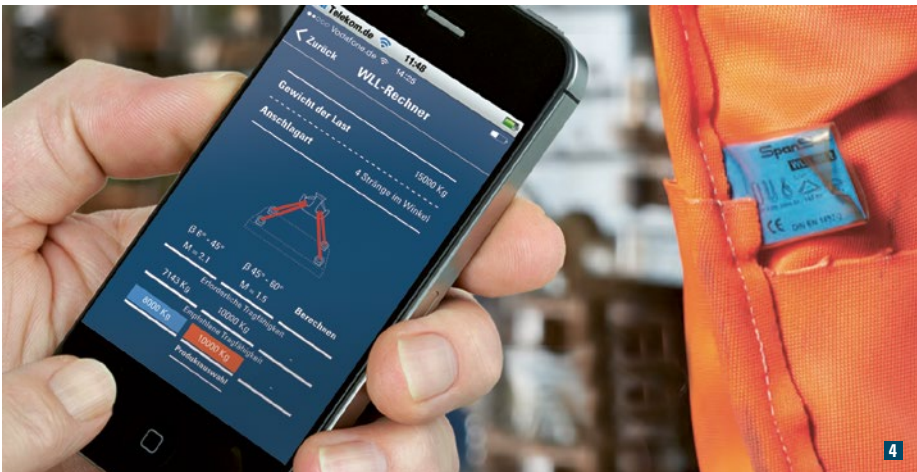 Telekom.de 11:48
Vodafone.de 14:25
Zurück
WLL-Rechner
Gewicht der Last
15000 Kg
Anschlagart
4 Stränge im Winkel
β 6° - 45°
β 45° - 60°
M = 2.1
M = 1.5
Erforderliche Tragfähigkeit
Berechnen
7143 Kg
10000 Kg
-
Empfohlene Tragfähigkeit
8000 Kg
10000 Kg
-
Produktauswahl
CE DIN EN 1492-2
4